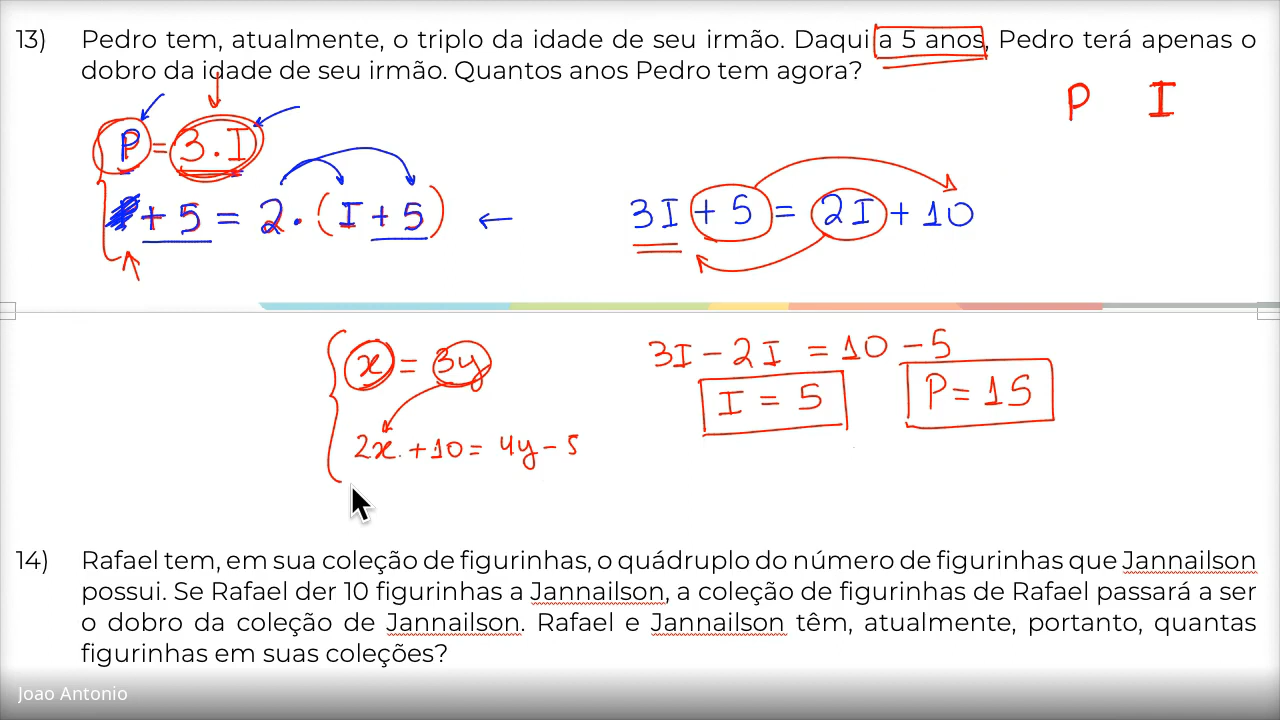 13) Pedro tem, atualmente, o triplo da idade de seu irmão. Daqui a 5 anos, Pedro terá apenas o
dobro da idade de seu irmão. Quantos anos Pedro tem agora?
P I
P = 3.I
+ 5 = 2.(I + 5) ←
3I + 5 = 2I + 10
x = 3y
2x + 10 = 4y - 5
3I - 2I = 10 - 5
I = 5
P = 15
14) Rafael tem, em sua coleção de figurinhas, o quádruplo do número de figurinhas que Jannailson
possui. Se Rafael der 10 figurinhas a Jannailson, a coleção de figurinhas de Rafael passará a ser
o dobro da coleção de Jannailson. Rafael e Jannailson têm, atualmente, portanto, quantas
figurinhas em suas coleções?
Joao Antonio